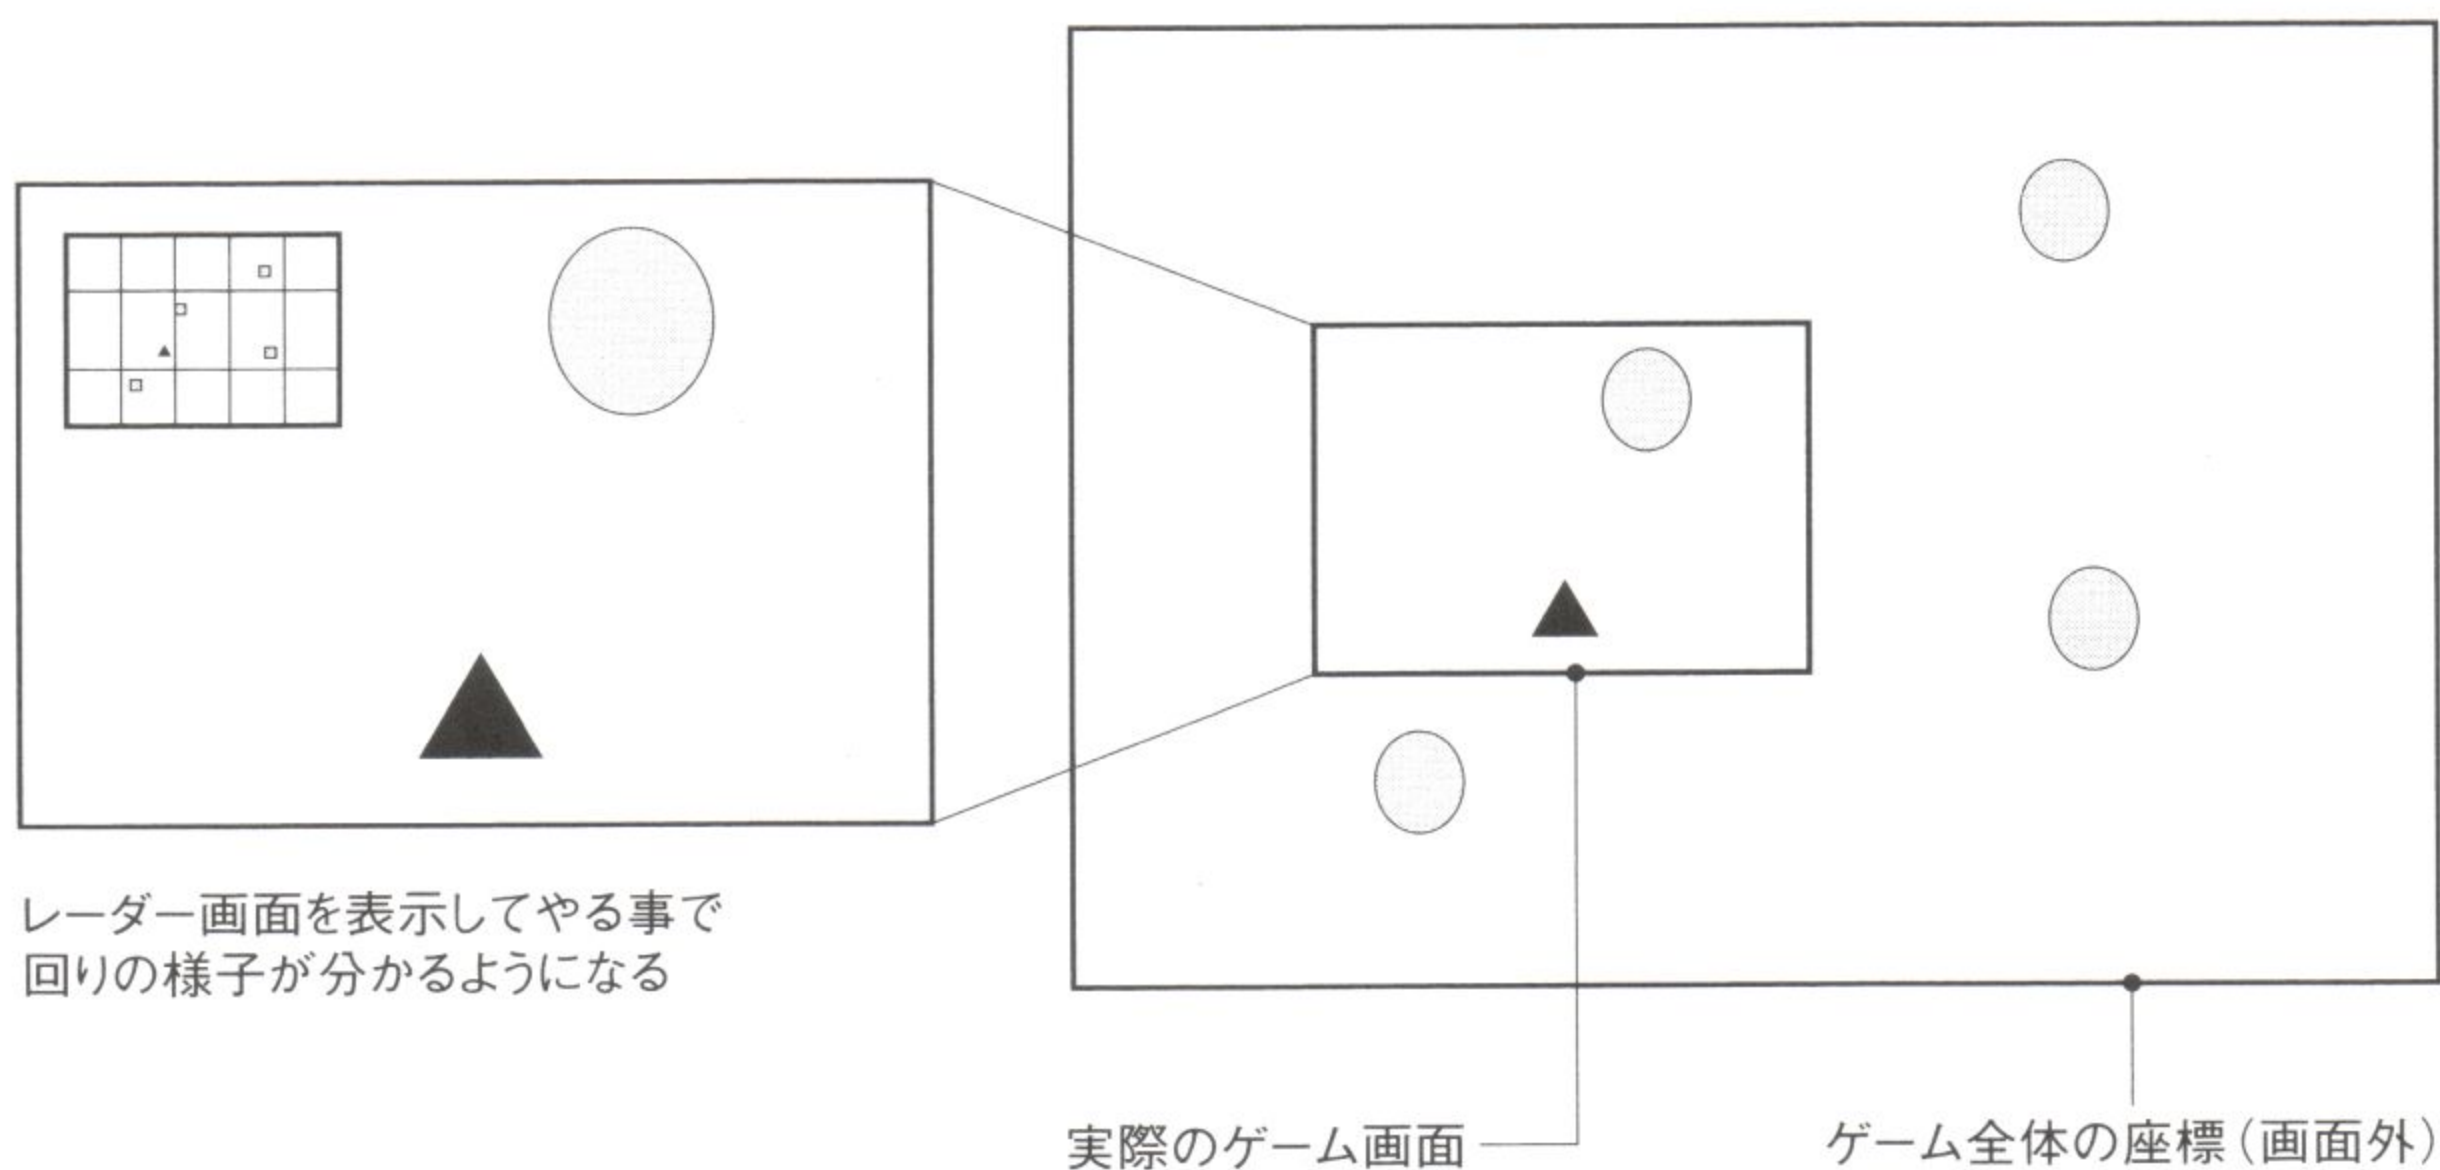 レーダー画面を表示してやる事で
回りの様子が分かるようになる
実際のゲーム画面
ゲーム全体の座標（画面外）